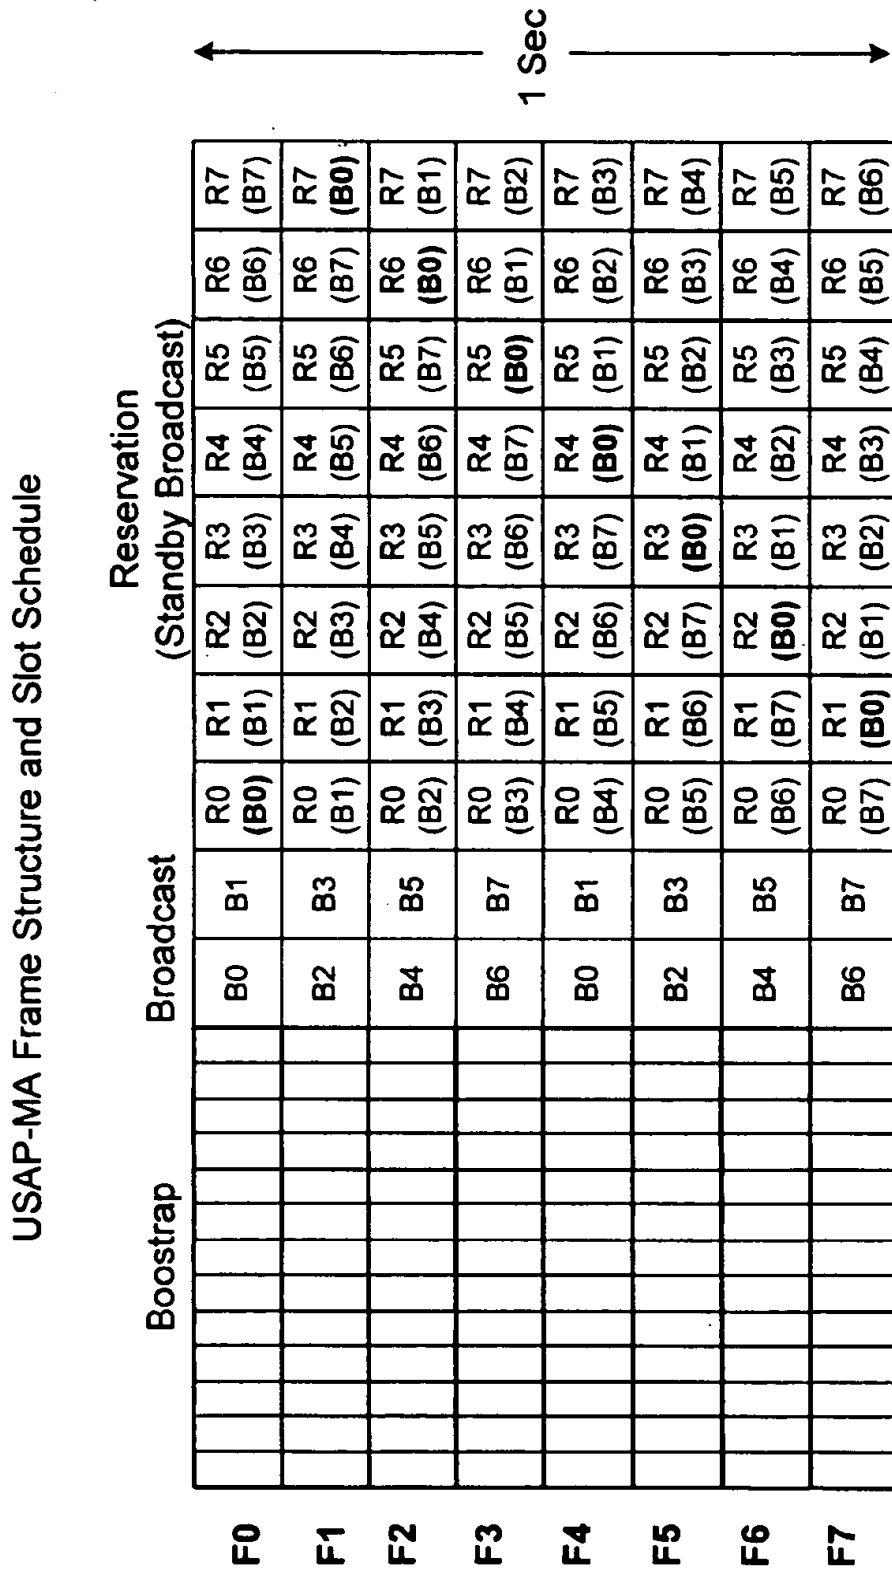 USAP-MA Frame Structure and Slot Schedule
Reservation
Boostrap Broadcast (Standby Broadcast)
F0 B0 B1 R0 R1 R2 R3 R4 R5 R6 R7
(B0) (B1) (B2) (B3) (B4) (B5) (B6) (B7)
F1 B2 B3 R0 R1 R2 R3 R4 R5 R6 R7
(B1) (B2) (B3) (B4) (B5) (B6) (B7) (B0)
F2 B4 B5 R0 R1 R2 R3 R4 R5 R6 R7
(B2) (B3) (B4) (B5) (B6) (B7) (B0) (B1)
F3 B6 B7 R0 R1 R2 R3 R4 R5 R6 R7
(B3) (B4) (B5) (B6) (B7) (B0) (B1) (B2)
F4 B0 B1 R0 R1 R2 R3 R4 R5 R6 R7
(B4) (B5) (B6) (B7) (B0) (B1) (B2) (B3)
F5 B2 B3 R0 R1 R2 R3 R4 R5 R6 R7
(B5) (B6) (B7) (B0) (B1) (B2) (B3) (B4)
F6 B4 B5 R0 R1 R2 R3 R4 R5 R6 R7
(B6) (B7) (B0) (B1) (B2) (B3) (B4) (B5)
F7 B6 B7 R0 R1 R2 R3 R4 R5 R6 R7
(B7) (B0) (B1) (B2) (B3) (B4) (B5) (B6)
1 Sec